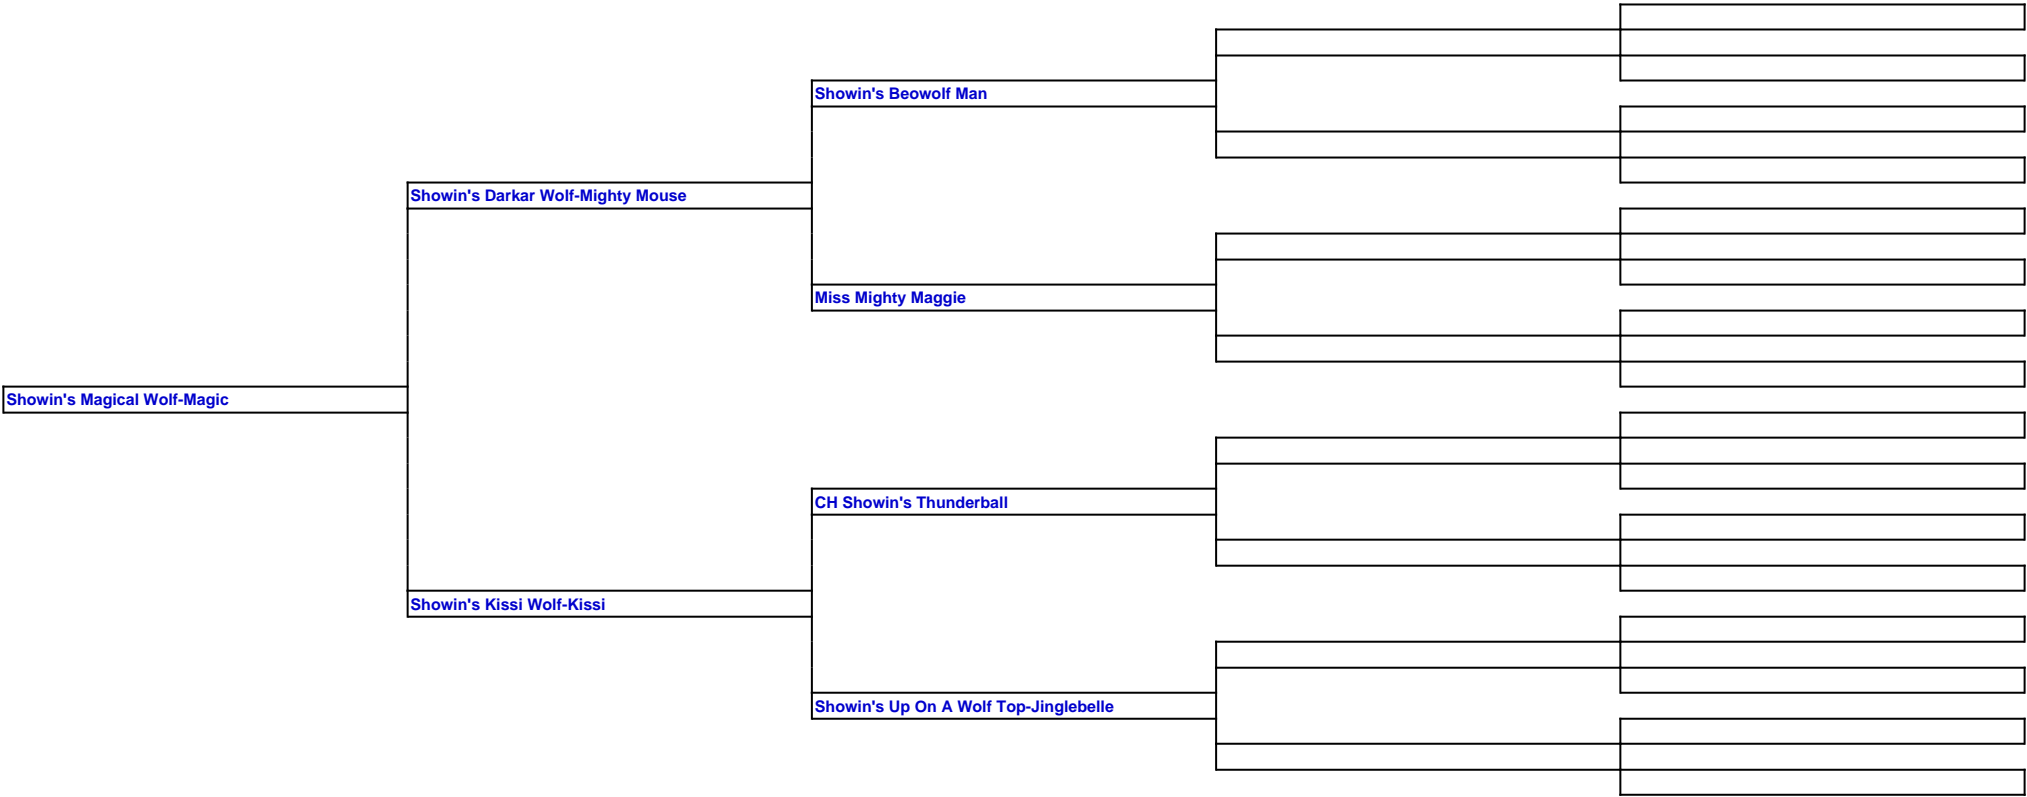 Showin's Beowolf Man
Showin's Darkar Wolf-Mighty Mouse
Miss Mighty Maggie
Showin's Magical Wolf-Magic
CH Showin's Thunderball
Showin's Kissi Wolf-Kissi
Showin's Up On A Wolf Top-Jinglebelle